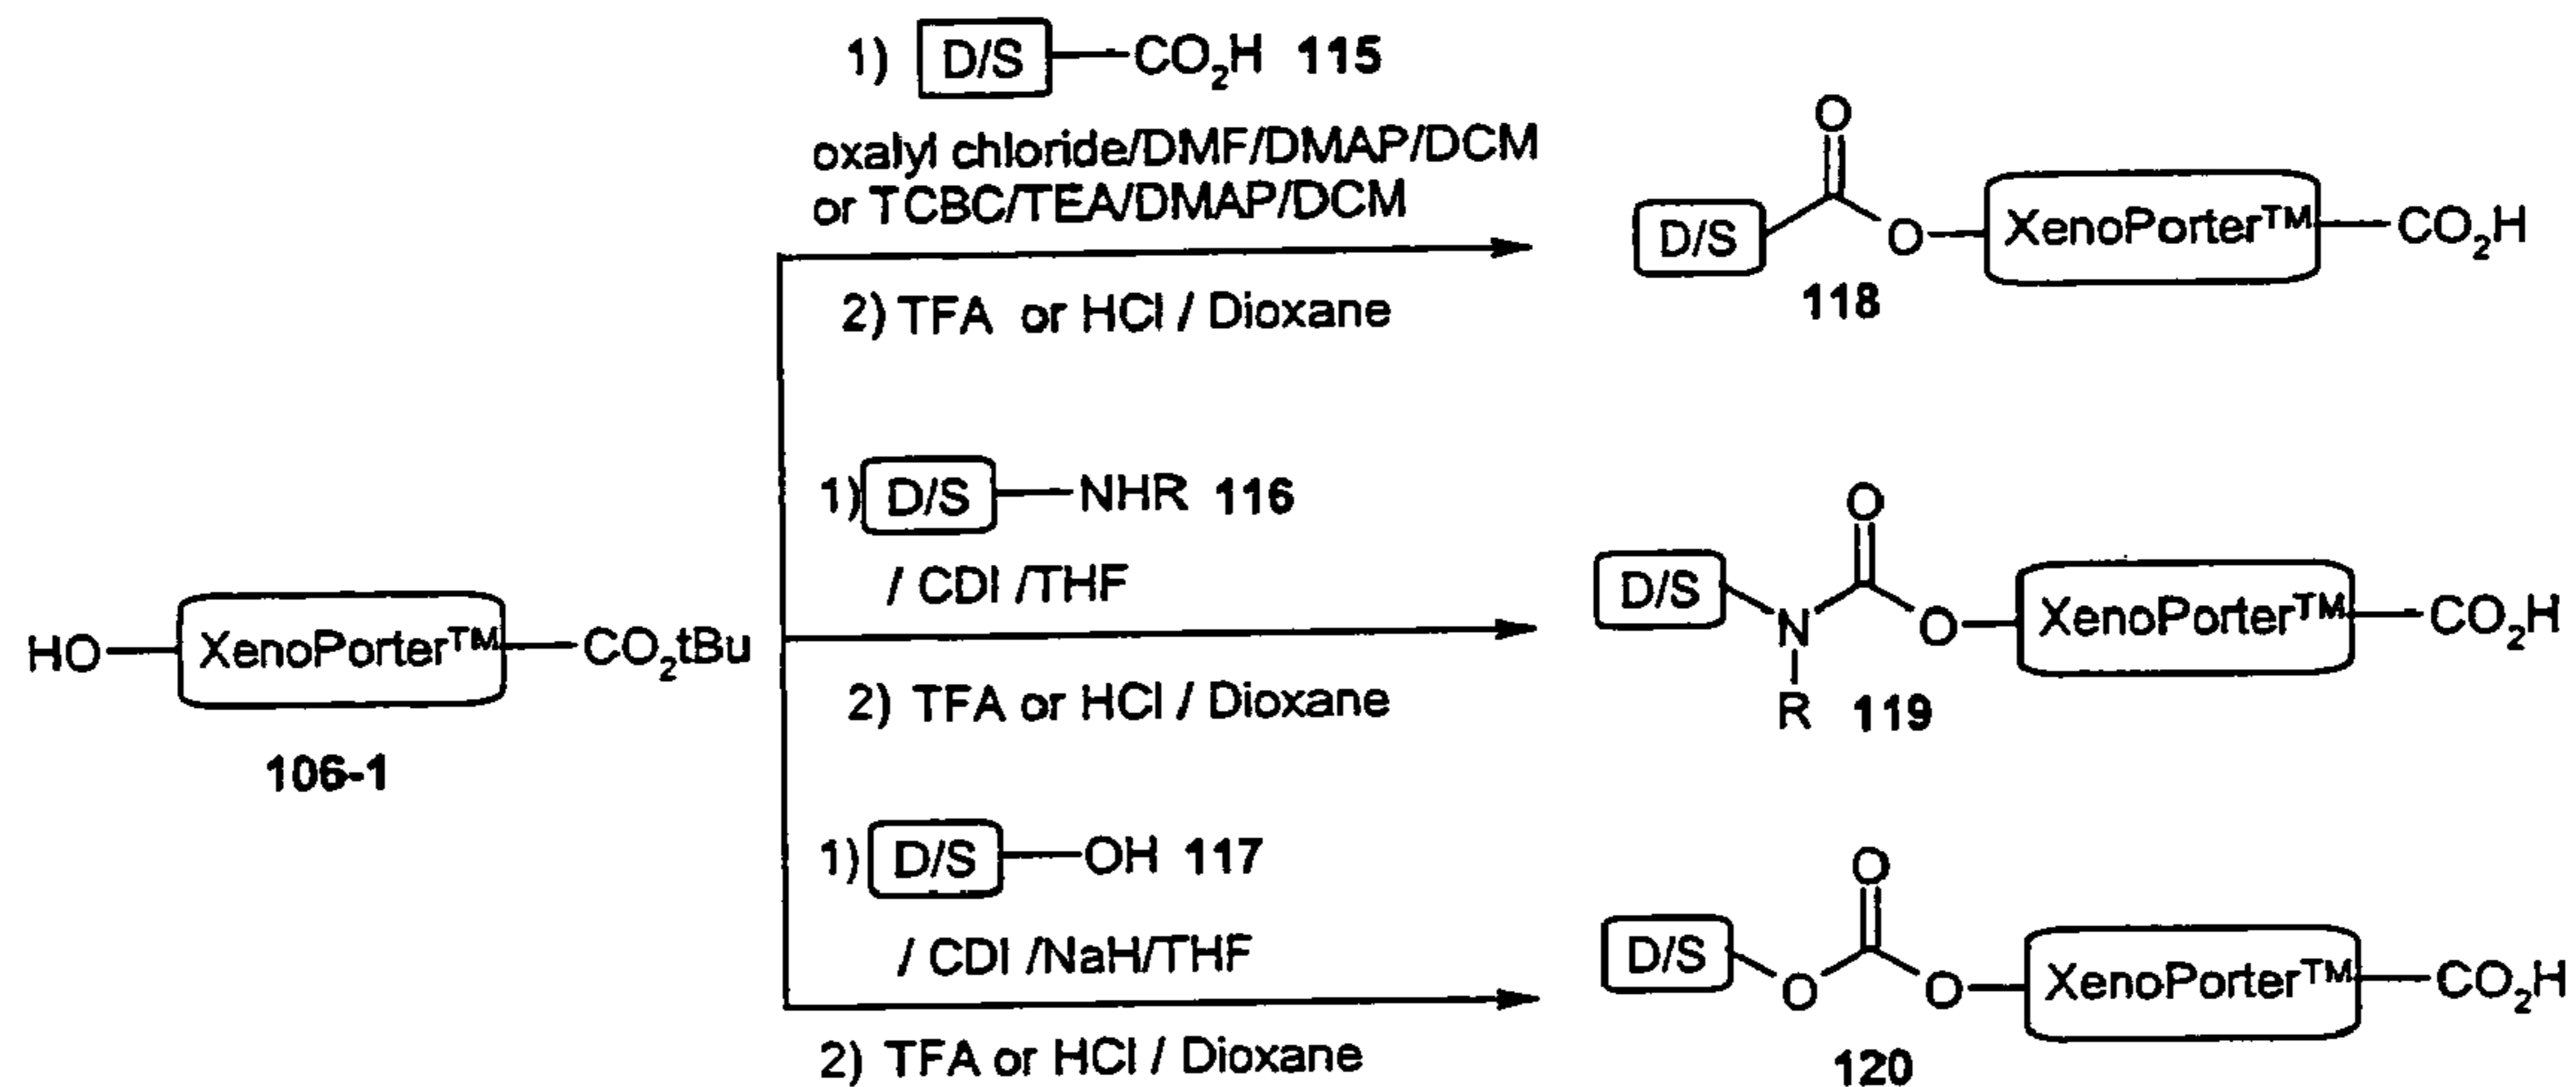 1) D/S CO2H 115
oxalyl chloride/DMF/DMAP/DCM
or TCBC/TEA/DMAP/DCM
2) TFA or HCl / Dioxane
O
D/S O XenoPorter™ CO2H
118
1) D/S NHR 116
/ CDI /THF
2) TFA or HCl / Dioxane
O
D/S N O XenoPorter™ CO2H
R 119
HO XenoPorter™ CO2tBu
106-1
1) D/S OH 117
/ CDI /NaH/THF
2) TFA or HCl / Dioxane
O
D/S O O XenoPorter™ CO2H
120